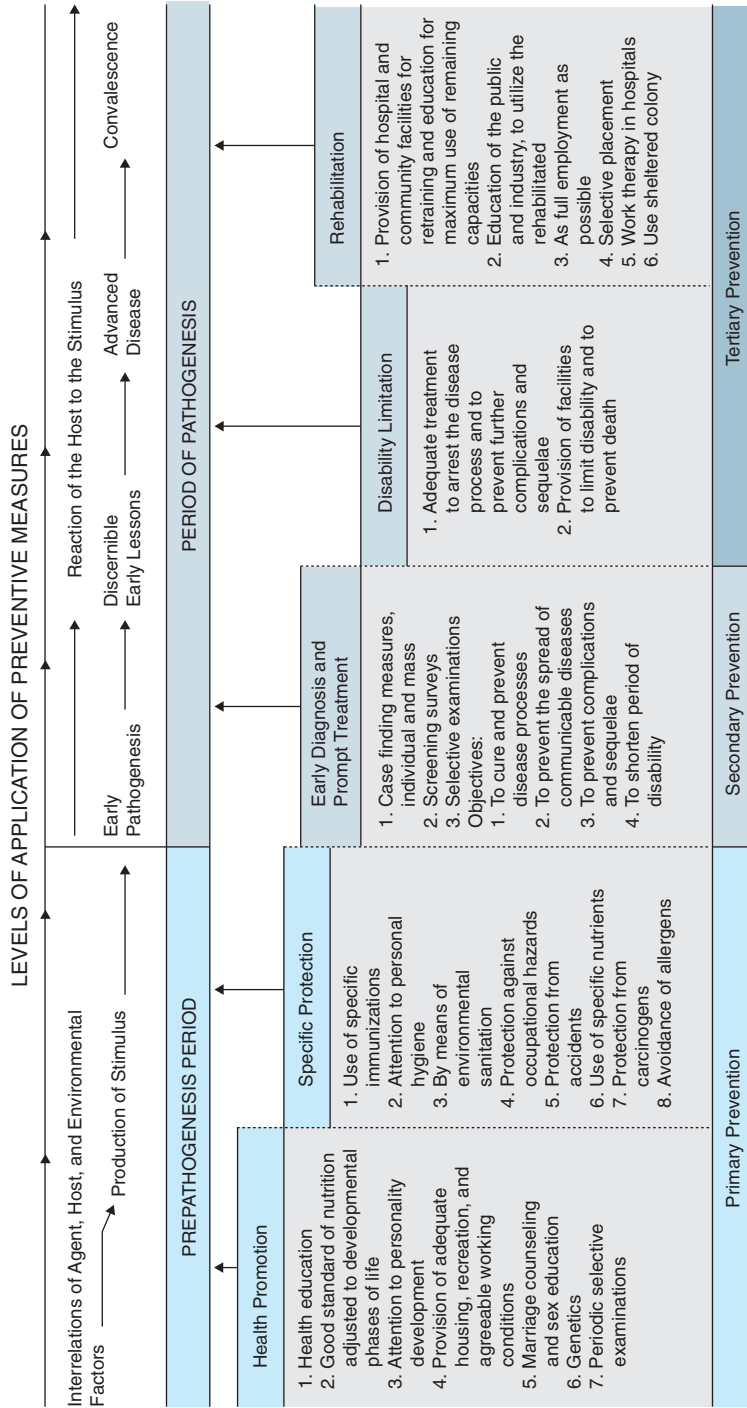 LEVELS OF APPLICATION OF PREVENTIVE MEASURES
Interrelations of Agent, Host, and Environmental
Factors
Production of Stimulus
Reaction of the Host to the Stimulus
Early
Pathogenesis
Discernible
Early Lessons
Advanced
Disease
Convalescence
PREPATHOGENESIS PERIOD
PERIOD OF PATHOGENESIS
Health Promotion
1. Health education
2. Good standard of nutrition
adjusted to developmental
phases of life
3. Attention to personality
development
4. Provision of adequate
housing, recreation, and
agreeable working
conditions
5. Marriage counseling
and sex education
6. Genetics
7. Periodic selective
examinations
Specific Protection
1. Use of specific
immunizations
2. Attention to personal
hygiene
3. By means of
environmental
sanitation
4. Protection against
occupational hazards
5. Protection from
accidents
6. Use of specific nutrients
7. Protection from
carcinogens
8. Avoidance of allergens
Early Diagnosis and
Prompt Treatment
1. Case finding measures,
individual and mass
2. Screening surveys
3. Selective examinations
Objectives:
1. To cure and prevent
disease processes
2. To prevent the spread of
communicable diseases
3. To prevent complications
and sequelae
4. To shorten period of
disability
Disability Limitation
1. Adequate treatment
to arrest the disease
process and to
prevent further
complications and
sequelae
2. Provision of facilities
to limit disability and to
prevent death
Rehabilitation
1. Provision of hospital and
community facilities for
retraining and education for
maximum use of remaining
capacities
2. Education of the public
and industry, to utilize the
rehabilitated
3. As full employment as
possible
4. Selective placement
5. Work therapy in hospitals
6. Use sheltered colony
Primary Prevention
Secondary Prevention
Tertiary Prevention